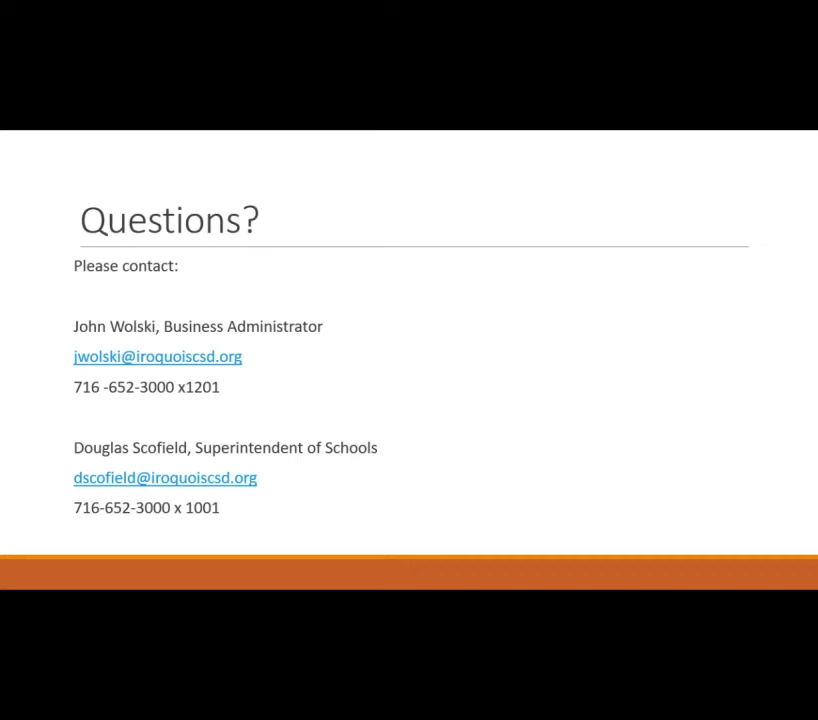 Questions?
Please contact:
John Wolski, Business Administrator
jwolski@iroquoiscsd.org
716 -652-3000 x1201
Douglas Scofield, Superintendent of Schools
dscofield@iroquoiscsd.org
716-652-3000 x 1001